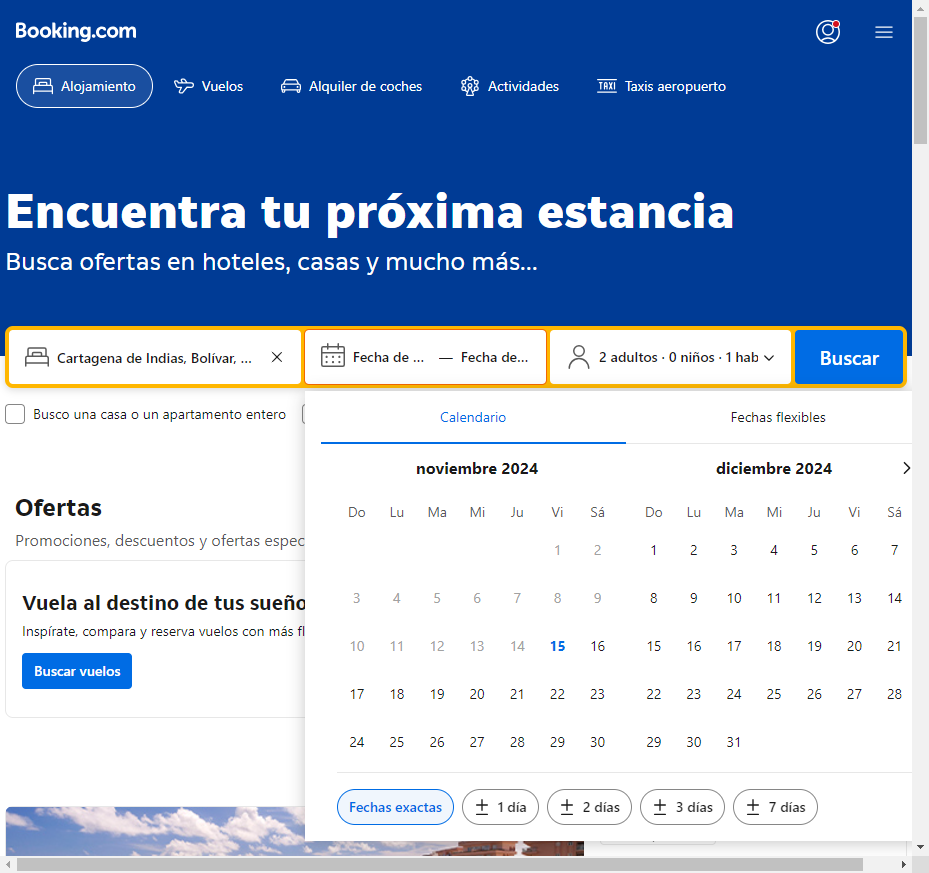 Booking.com
Alojamiento
Vuelos
Alquiler de coches
Actividades
TAXI
Taxis aeropuerto
Encuentra tu próxima estancia
Busca ofertas en hoteles, casas y mucho más...
Cartagena de Indias, Bolívar, ...
Fecha de ... — Fecha de...
2 adultos · 0 niños · 1 hab
Buscar
Busco una casa o un apartamento entero
Calendario
Fechas flexibles
Ofertas
Promociones, descuentos y ofertas espec
Vuela al destino de tus sueño
Inspírate, compara y reserva vuelos con más fl
Buscar vuelos
noviembre 2024
Do Lu Ma Mi Ju Vi Sá
1 2
3 4 5 6 7 8 9
10 11 12 13 14 15 16
17 18 19 20 21 22 23
24 25 26 27 28 29 30
diciembre 2024
Do Lu Ma Mi Ju Vi Sá
1 2 3 4 5 6 7
8 9 10 11 12 13 14
15 16 17 18 19 20 21
22 23 24 25 26 27 28
29 30 31
Fechas exactas
± 1 día
± 2 días
± 3 días
± 7 días